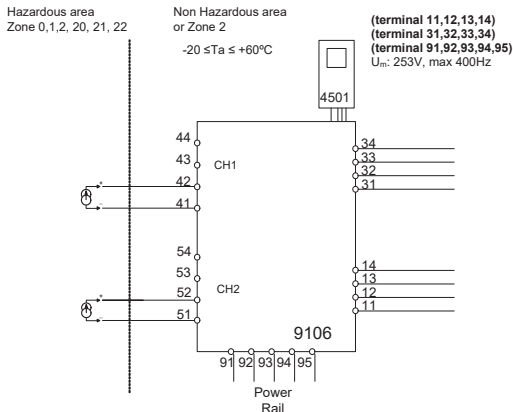 Hazardous area
Zone 0,1,2, 20, 21, 22
Non Hazardous area
or Zone 2
-20 ≤Ta ≤ +60ºC
(terminal 11,12,13,14)
(terminal 31,32,33,34)
(terminal 91,92,93,94,95)
Um: 253V, max 400Hz
4501
44
43
42
41
CH1
34
33
32
31
54
53
52
51
CH2
14
13
12
11
9106
91 92 93 94 95
Power
Rail